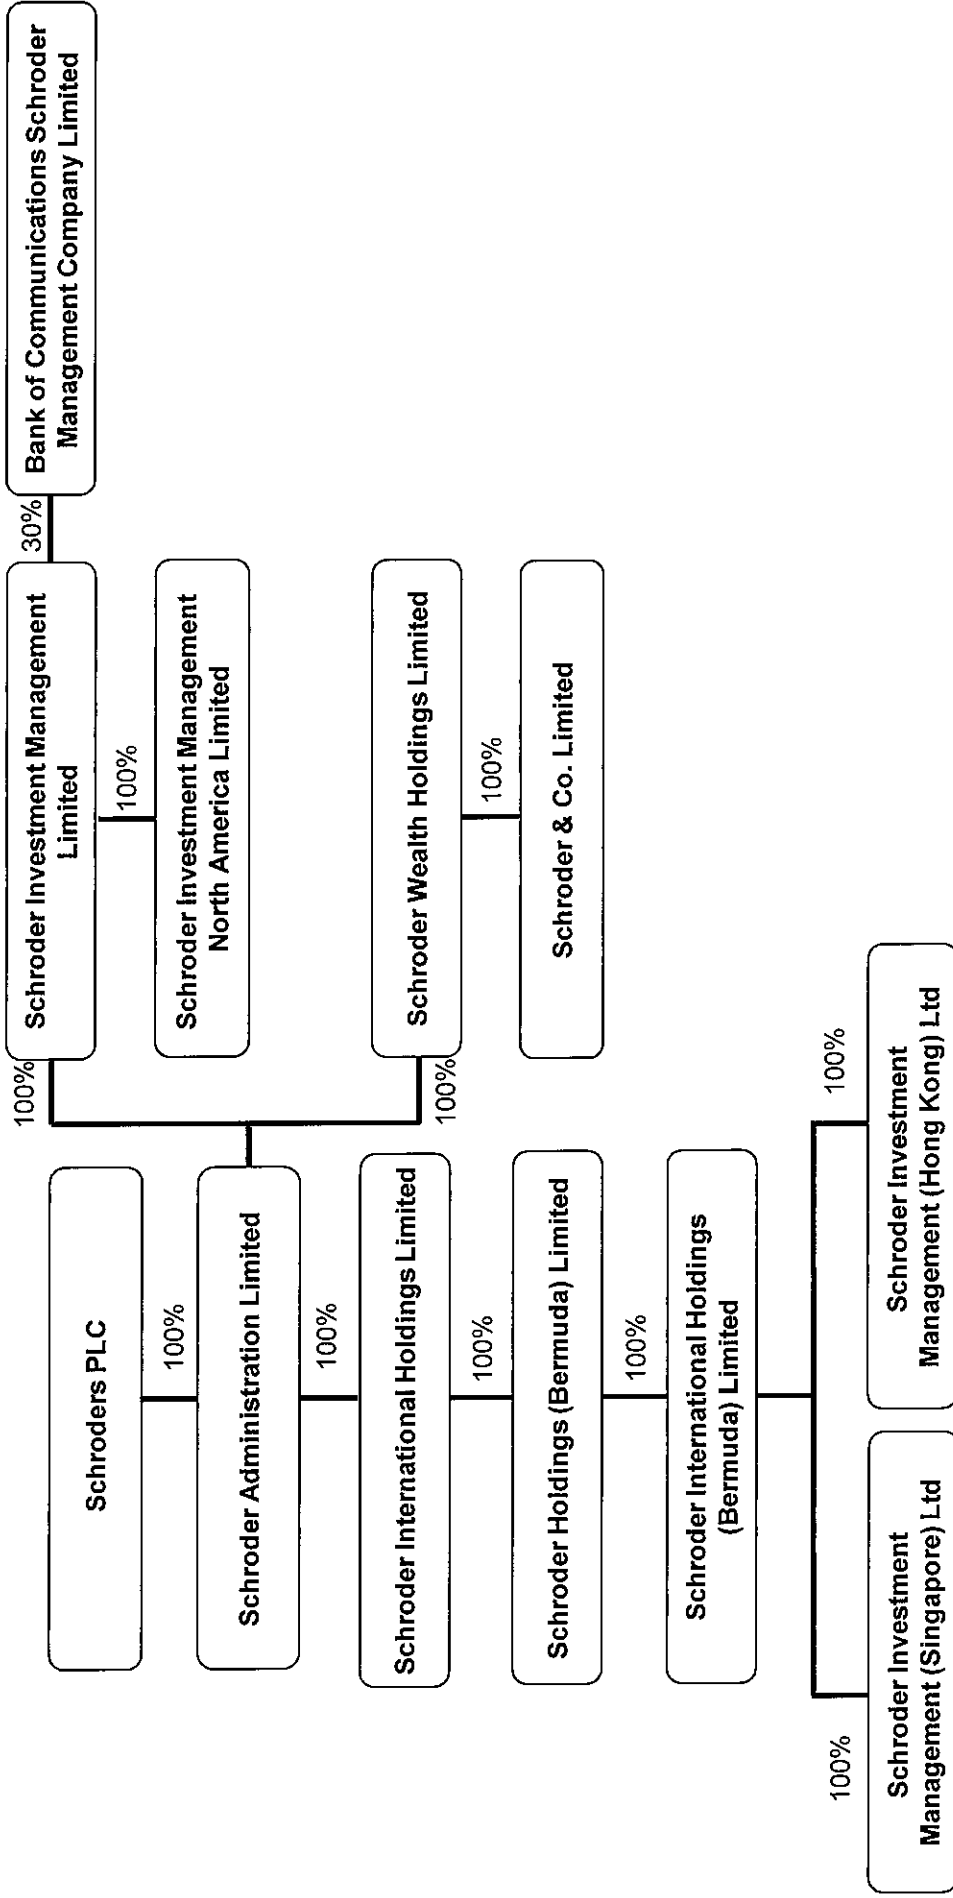 Schroders PLC
100%
Schroder Administration Limited
100%
Schroder International Holdings Limited
100%
Schroder Holdings (Bermuda) Limited
100%
Schroder International Holdings
(Bermuda) Limited
100%
Schroder Investment
Management (Singapore) Ltd
100%
Schroder Investment
Management (Hong Kong) Ltd
100%
Schroder Investment Management
Limited
100%
Schroder Investment Management
North America Limited
30%
Bank of Communications Schroder
Management Company Limited
100%
Schroder Wealth Holdings Limited
100%
Schroder & Co. Limited